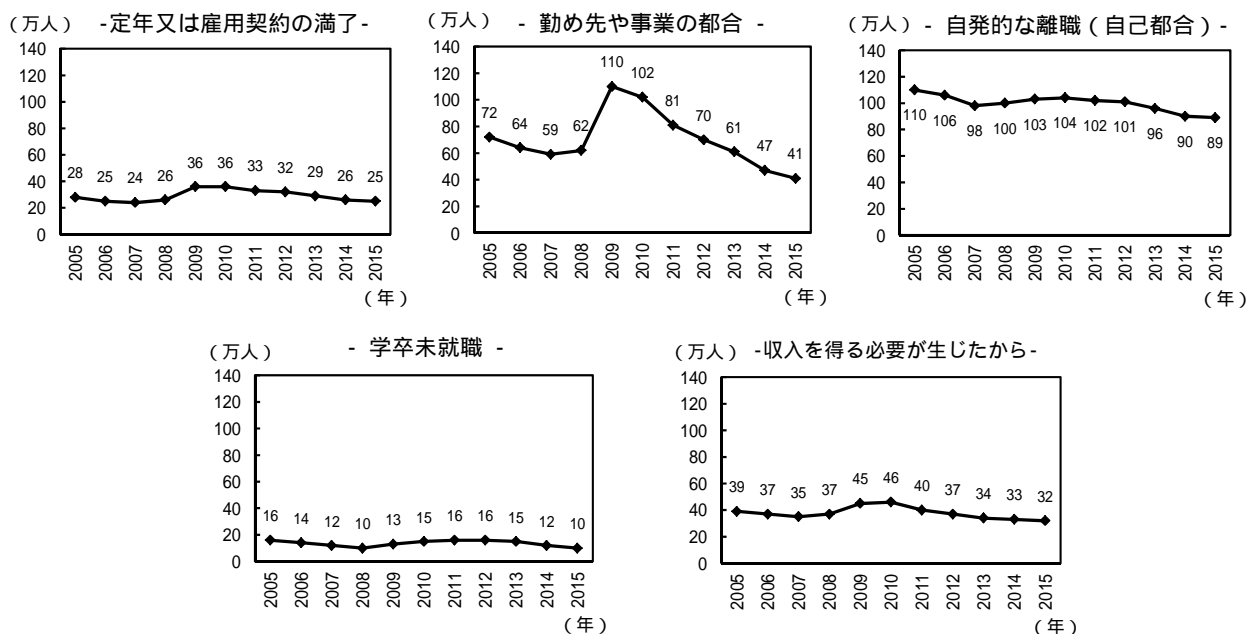 （万人）
-定年又は雇用契約の満了-
140
120
100
80
60
40
20
0
28 25 24 26 36 36 33 32 29 26 25
2005 2006 2007 2008 2009 2010 2011 2012 2013 2014 2015
（年）
（万人）
- 勤め先や事業の都合 -
140
120
100
80
60
40
20
0
72 64 59 62 110 102 81 70 61 47 41
2005 2006 2007 2008 2009 2010 2011 2012 2013 2014 2015
（年）
（万人）
- 自発的な離職（自己都合）-
140
120
100
80
60
40
20
0
110 106 98 100 103 104 102 101 96 90 89
2005 2006 2007 2008 2009 2010 2011 2012 2013 2014 2015
（年）
（万人）
- 学卒未就職 -
140
120
100
80
60
40
20
0
16 14 12 10 13 15 16 16 15 12 10
2005 2006 2007 2008 2009 2010 2011 2012 2013 2014 2015
（年）
（万人）
-収入を得る必要が生じたから-
140
120
100
80
60
40
20
0
39 37 35 37 45 46 40 37 34 33 32
2005 2006 2007 2008 2009 2010 2011 2012 2013 2014 2015
（年）